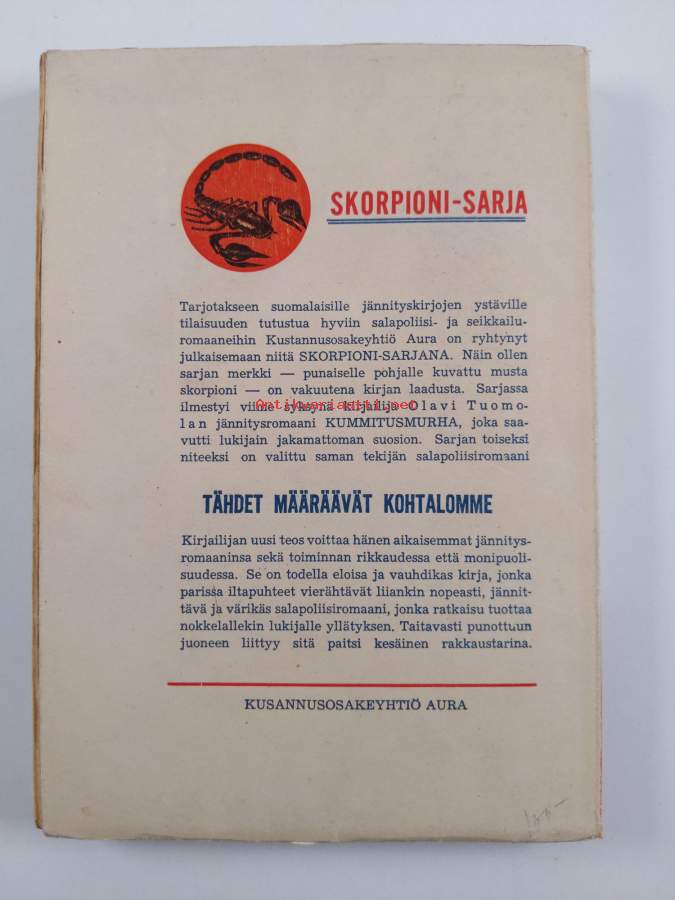 SKORPIONI-SARJA
Tarjotakseen suomalaisille jännityskirjojen ystäville
tilaisuuden tutustua hyviin salapoliisi- ja seikkailu-
romaaneihin Kustannusosakeyhtiö Aura on ryhtynyt
julkaisemaan niitä SKORPIONI-SARJANA. Näin ollen
sarjan merkki — punaiselle pohjalle kuvattu musta
skorpioni — on vakuutena kirjan laadusta. Sarjassa
ilmestyi viime syksynä kirjailija Olavi Tuomo-
Antikvariaatti.net
lan jännitysromaani KUMMITUSMURHA, joka saa-
vutti lukijain jakamattoman suosion. Sarjan toiseksi
niteeksi on valittu saman tekijän salapoliisiromaani
TÄHDET MÄÄRÄÄVÄT KOHTALOMME
Kirjailijan uusi teos voittaa hänen aikaisemmat jännitys-
romaaninsa sekä toiminnan rikkaudessa että monipuoli-
suudessa. Se on todella eloisa ja vauhdikas kirja, jonka
parissa iltapuhteet vierähtävät liiankin nopeasti, jännit-
tävä ja värikäs salapoliisiromaani, jonka ratkaisu tuottaa
nokkelallekin lukijalle yllätyksen. Taitavasti punottuun
juoneen liittyy sitä paitsi kesäinen rakkaustarina.
KUSANNUSOSAKEYHTIÖ AURA